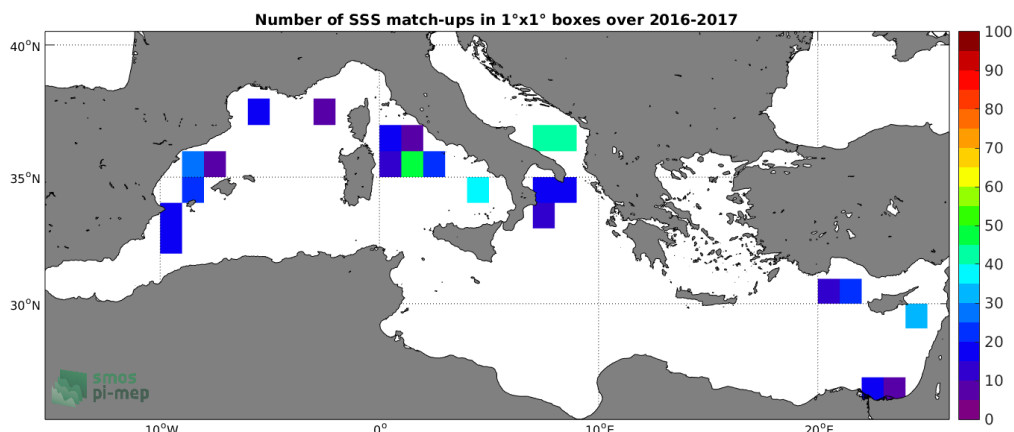 Number of SSS match-ups in 1°x1° boxes over 2016-2017
40°N
35°N
30°N
10°W
0°
10°E
20°E
100
90
80
70
60
50
40
30
20
10
0
smos
pi-mep